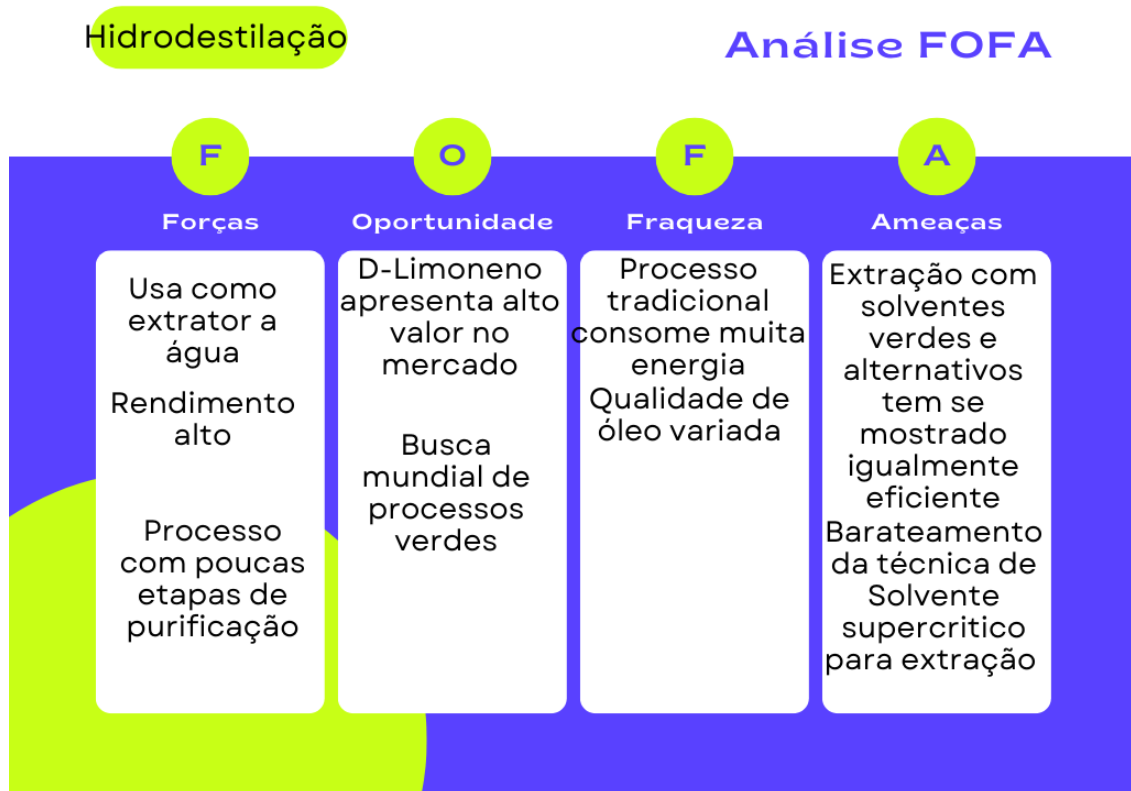 Hidrodestilação
Análise FOFA
F
Forças
Usa como
extrator a
água
Rendimento
alto
Processo
com poucas
etapas de
purificação
O
Oportunidade
D-Limoneno
apresenta alto
valor no
mercado
Busca
mundial de
processos
verdes
F
Fraqueza
Processo
tradicional
consome muita
energia
Qualidade de
óleo variada
A
Ameaças
Extração com
solventes
verdes e
alternativos
tem se
mostrado
igualmente
eficiente
Barateamento
da técnica de
Solvente
supercritico
para extração